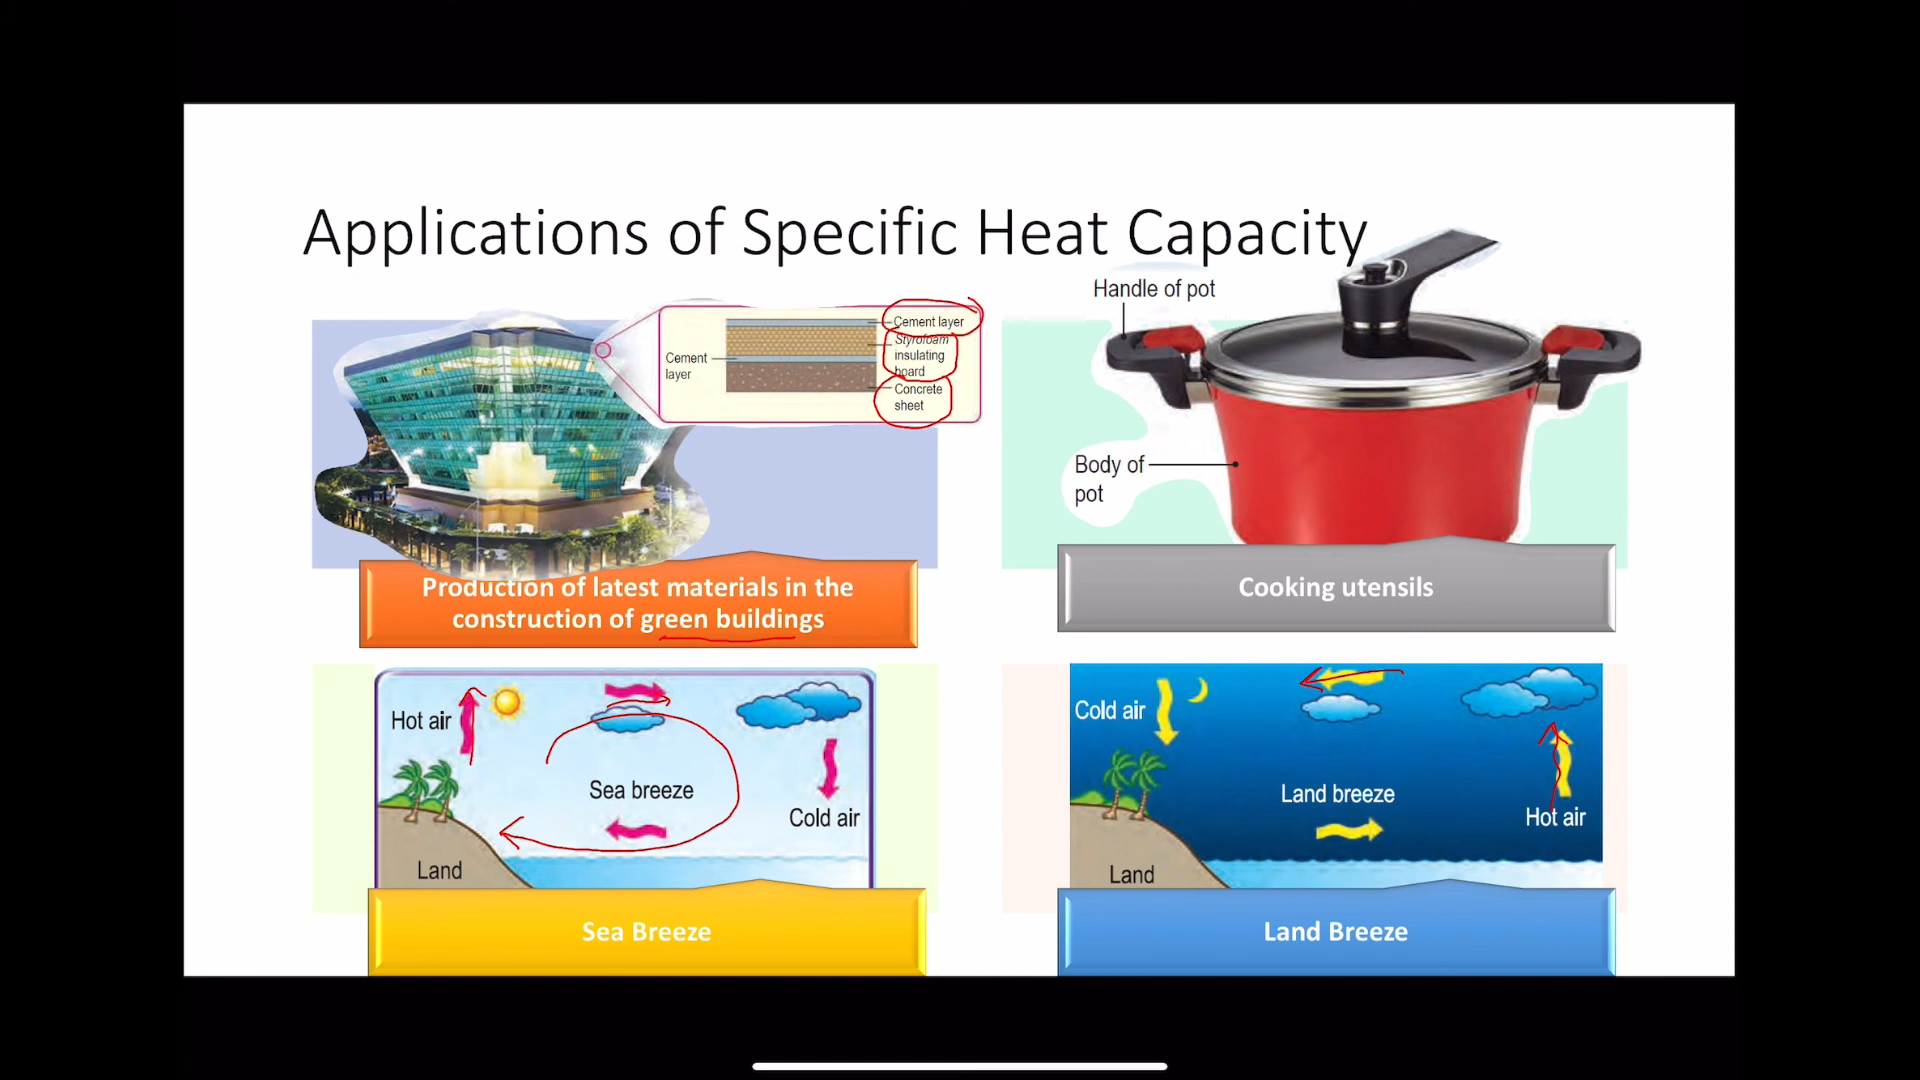 Applications of Specific Heat Capacity
Cement layer
Styrofoam
insulating
board
Concrete
sheet
Cement
layer
Production of latest materials in the
construction of green buildings
Handle of pot
Body of
pot
Cooking utensils
Hot air
Sea breeze
Cold air
Land
Sea Breeze
Cold air
Land breeze
Hot air
Land
Land Breeze